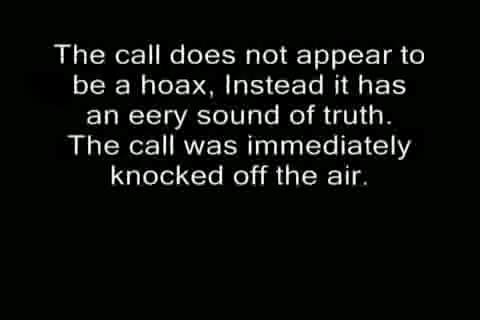 The call does not appear to
be a hoax, Instead it has
an eery sound of truth.
The call was immediately
knocked off the air.